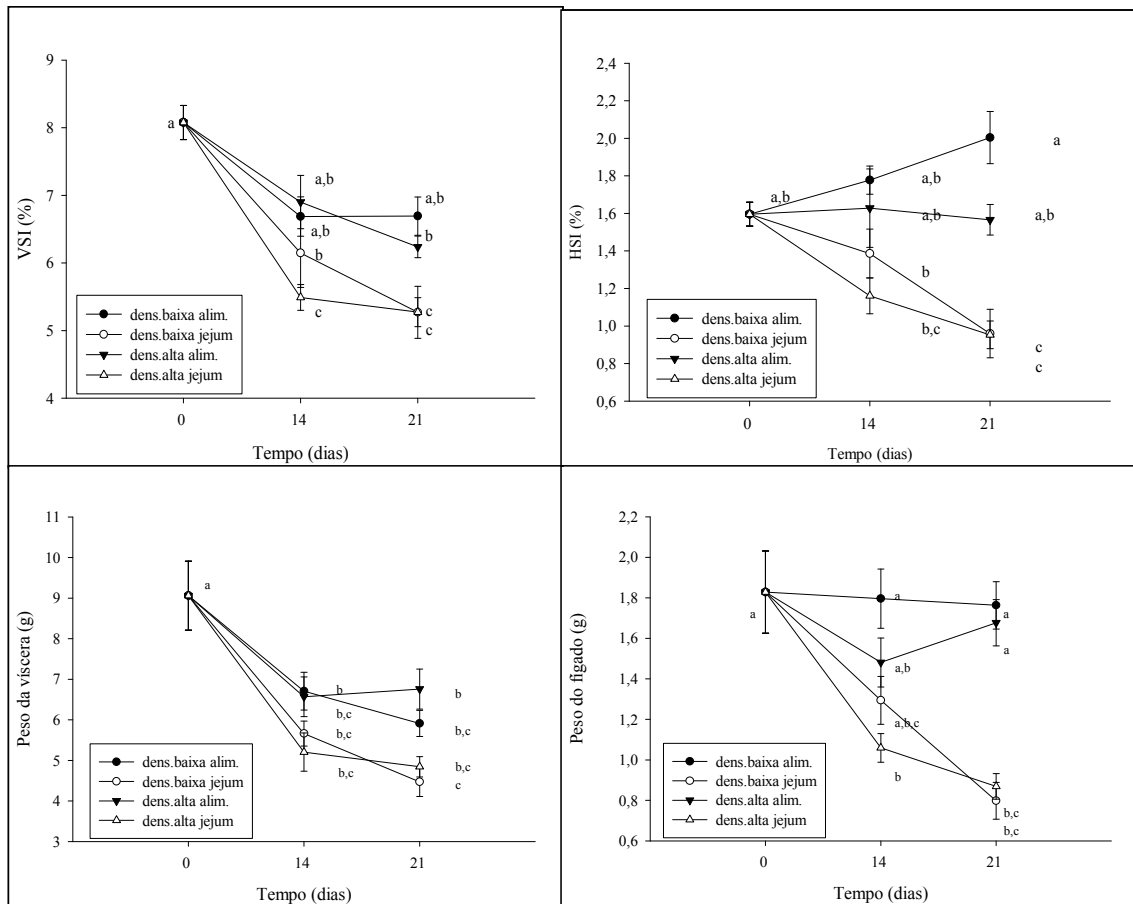 VSI (%)
9
8
7
6
5
4
a
a,b
a,b
a,b
b
b
c
c
c
dens.baixa alim.
dens.baixa jejum
dens.alta alim.
dens.alta jejum
0 14 21
Tempo (dias)
HSI (%)
2,4
2,2
2,0
1,8
1,6
1,4
1,2
1,0
0,8
0,6
a,b
a,b
a
a,b
a,b
b
b,c
c
c
dens.baixa alim.
dens.baixa jejum
dens.alta alim.
dens.alta jejum
0 14 21
Tempo (dias)
Peso da víscera (g)
11
10
9
8
7
6
5
4
3
a
b
b
b,c
b,c
b,c
b,c
b,c
c
dens.baixa alim.
dens.baixa jejum
dens.alta alim.
dens.alta jejum
0 14 21
Tempo (dias)
Peso do fígado (g)
2,2
2,0
1,8
1,6
1,4
1,2
1,0
0,8
0,6
a
a
a
a
a,b
a,b,c
b
b,c
b,c
dens.baixa alim.
dens.baixa jejum
dens.alta alim.
dens.alta jejum
0 14 21
Tempo (dias)